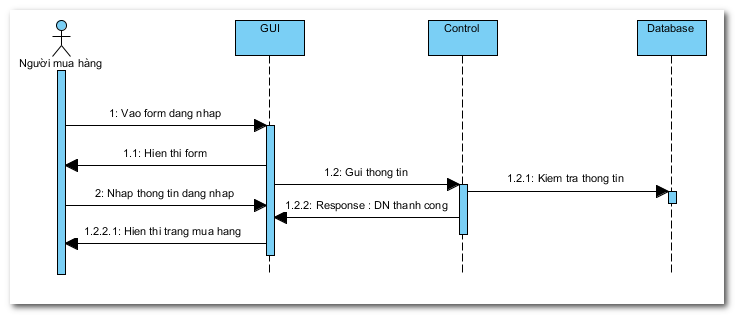 GUI
Control
Database
Người mua hàng
1: Vao form dang nhap
1.1: Hien thi form
1.2: Gui thong tin
1.2.1: Kiem tra thong tin
2: Nhap thong tin dang nhap
1.2.2: Response : DN thanh cong
1.2.2.1: Hien thi trang mua hang